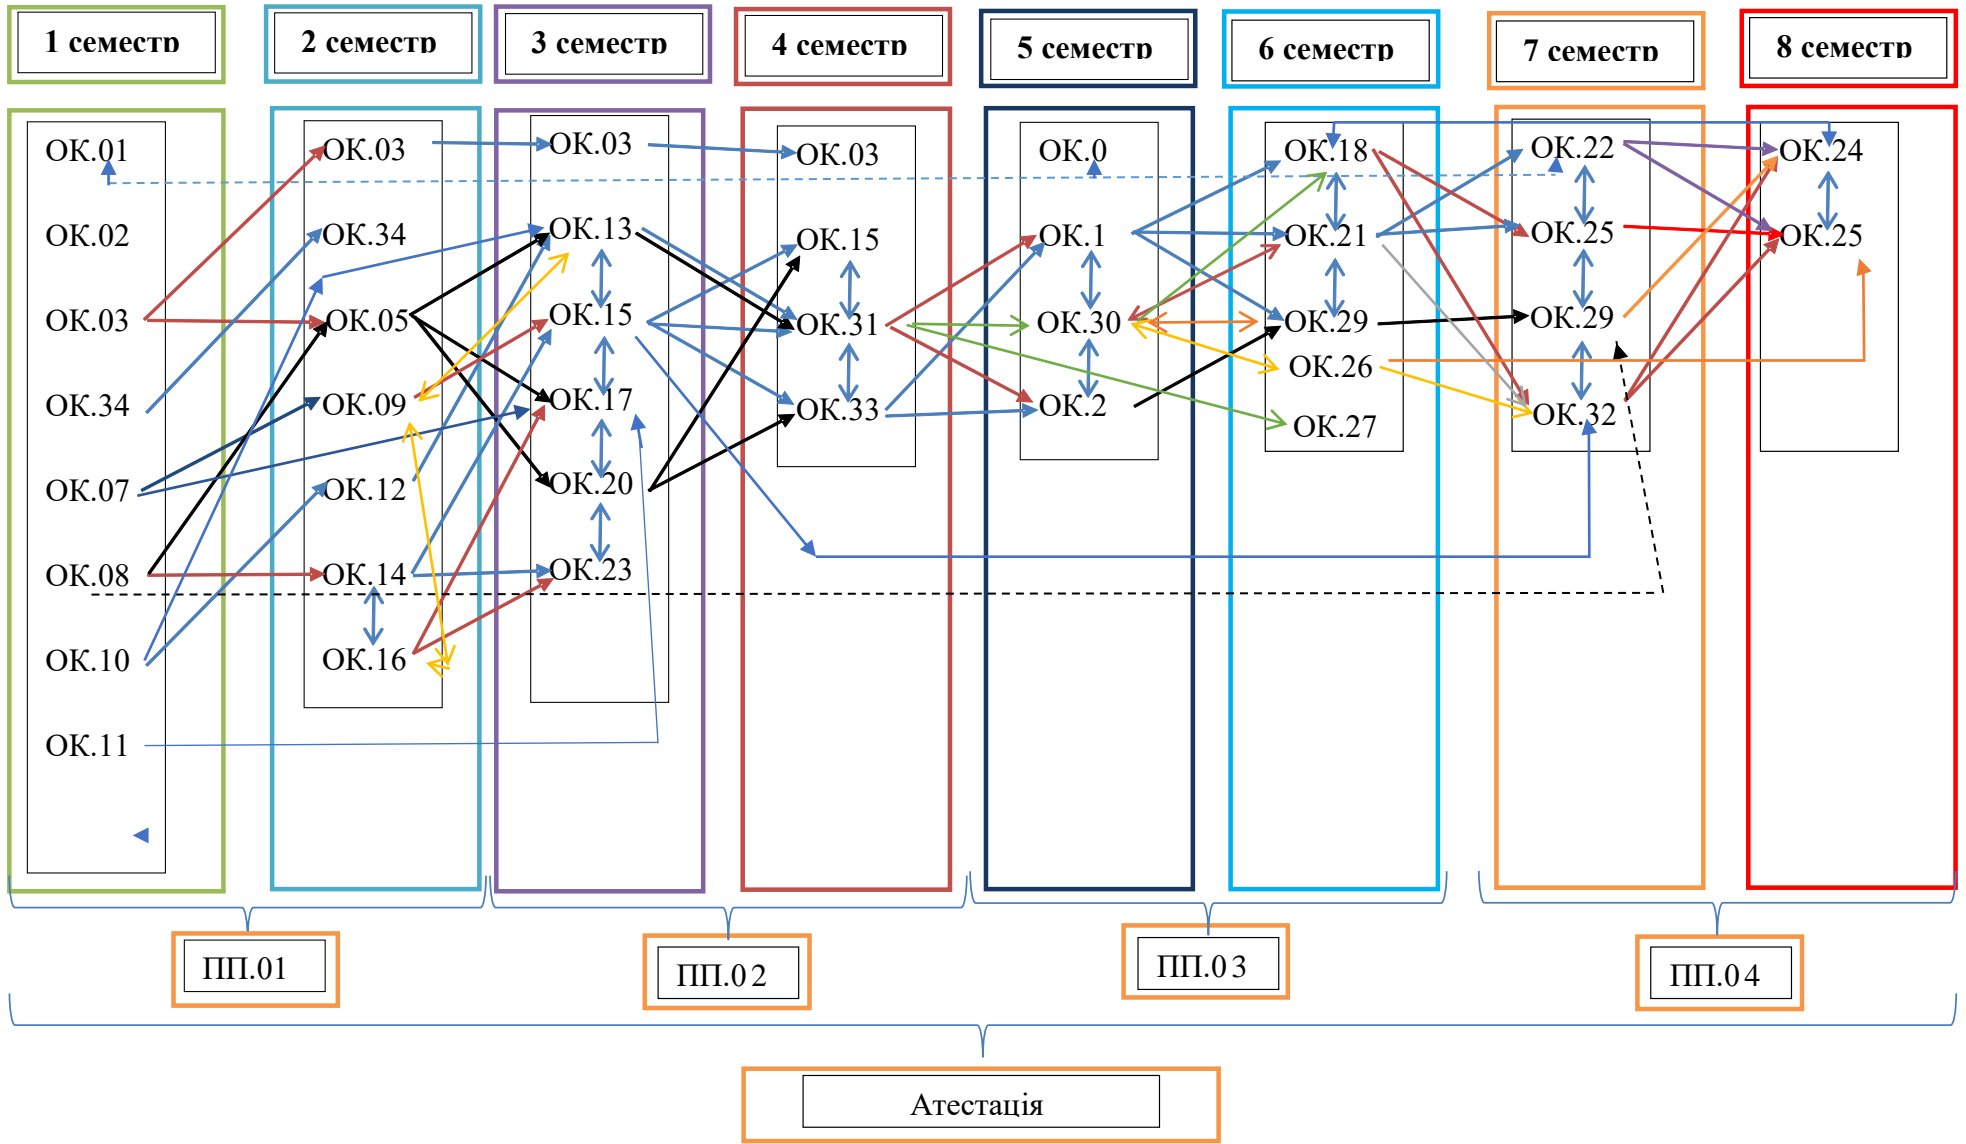 1 семестр
2 семестр
3 семестр
4 семестр
5 семестр
6 семестр
7 семестр
8 семестр
ОК.01
ОК.02
ОК.03
ОК.34
ОК.07
ОК.08
ОК.10
ОК.11
ОК.03
ОК.34
ОК.05
ОК.09
ОК.12
ОК.14
ОК.16
ОК.03
ОК.13
ОК.15
ОК.17
ОК.20
ОК.23
ОК.03
ОК.15
ОК.31
ОК.33
ОК.0
ОК.1
ОК.30
ОК.2
ОК.18
ОК.21
ОК.29
ОК.26
ОК.27
ОК.22
ОК.25
ОК.29
ОК.32
ОК.24
ОК.25
ПП.01
ПП.02
ПП.03
ПП.04
Атестація